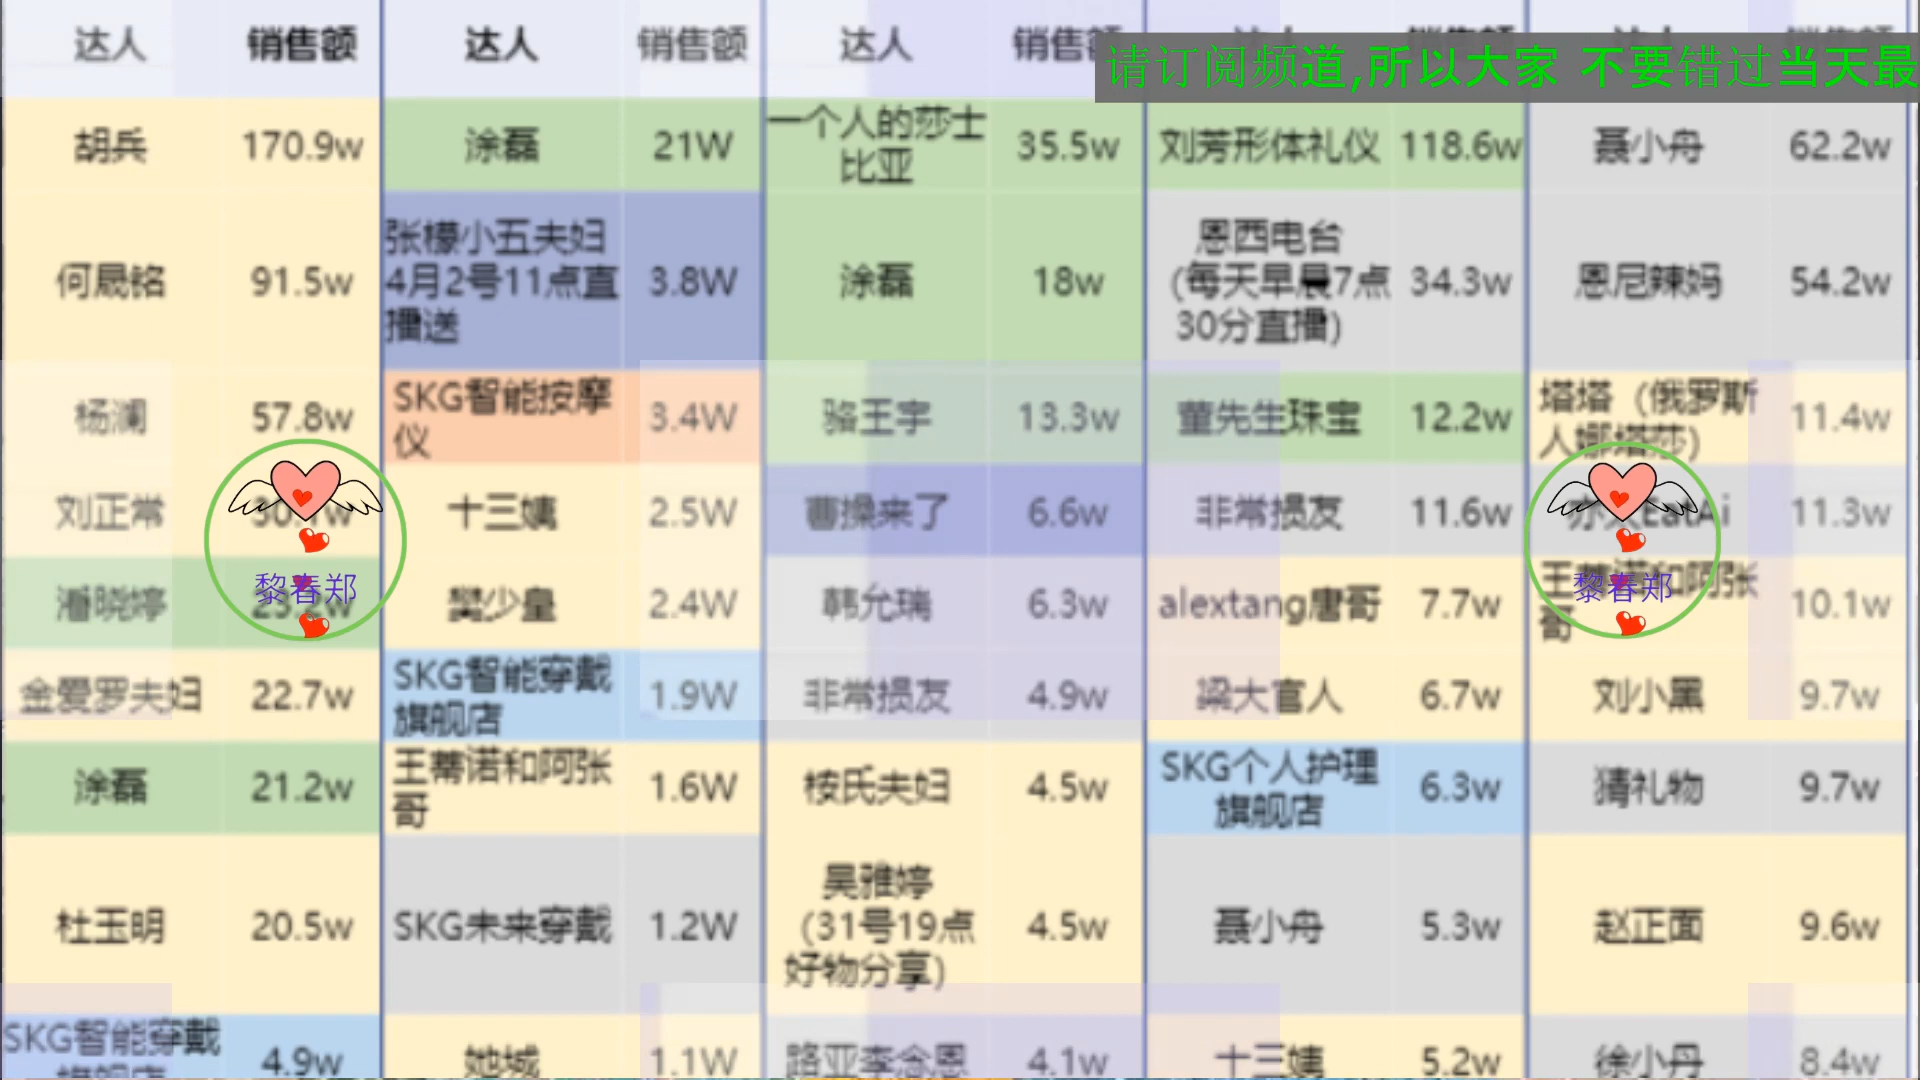 达人 销售额 达人 销售额 达人
请订阅频道,所以大家 不要错过当天最
胡兵 170.9w 涂磊 21W 一个人的莎士比亚 35.5w 刘芳形体礼仪 118.6w 聂小舟 62.2w
何晟铭 91.5w 张檬小五夫妇4月2号11点直播送 3.8W 涂磊 18w 恩西电台(每天早晨7点30分直播) 34.3w 恩尼辣妈 54.2w
杨澜 57.8w SKG智能按摩仪 3.4W 骆王宇 13.3w 董先生珠宝 12.2w 塔塔（俄罗斯人娜塔莎) 11.4w
刘正常 十三姨 2.5W 曹操来了 6.6w 非常损友 11.6w 11.3w
潘晓婷 樊少皇 2.4W 韩允瑞 6.3w alextang唐哥 7.7w 王蒂诺和阿张哥 10.1w
黎春郑 黎春郑
金爱罗夫妇 22.7w SKG智能穿戴旗舰店 1.9W 非常损友 4.9w 梁大官人 6.7w 刘小黑 9.7w
涂磊 21.2w 王蒂诺和阿张哥 1.6W 桉氏夫妇 4.5w SKG个人护理旗舰店 6.3w 猜礼物 9.7w
杜玉明 20.5w SKG未来穿戴 1.2W 吴雅婷(31号19点好物分享) 4.5w 聂小舟 5.3w 赵正面 9.6w
SKG智能穿戴 4.9w 她城 1.1W 路亚李念恩 4.1w 十三姨 5.2w 徐小丹 8.4w